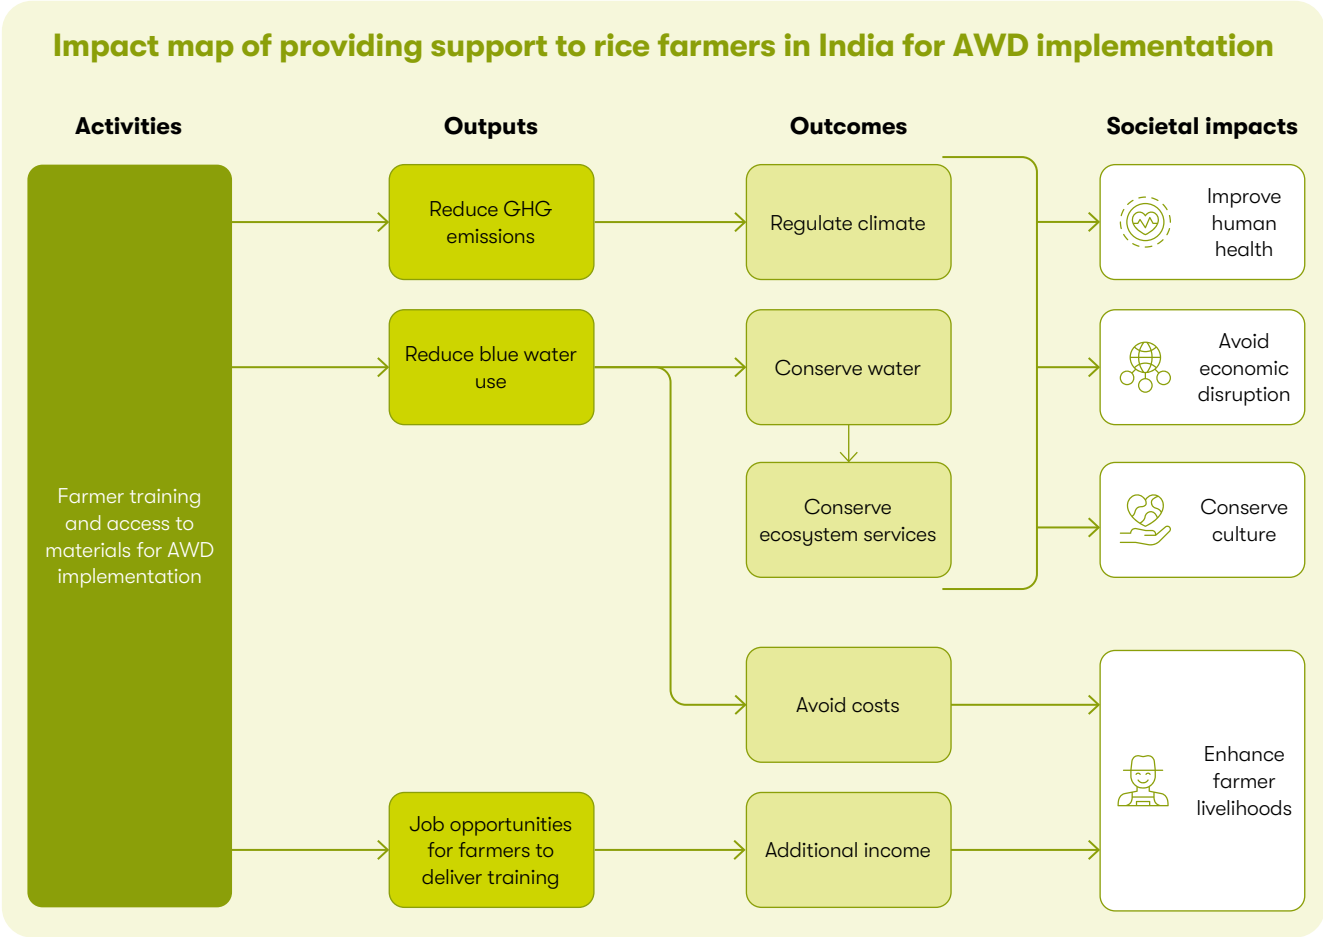 Impact map of providing support to rice farmers in India for AWD implementation
Activities
Outputs
Outcomes
Societal impacts
Farmer training
and access to
materials for AWD
implementation
Reduce GHG
emissions
Reduce blue water
use
Job opportunities
for farmers to
deliver training
Regulate climate
Conserve water
Conserve
ecosystem services
Avoid costs
Additional income
Improve
human
health
Avoid
economic
disruption
Conserve
culture
Enhance
farmer
livelihoods